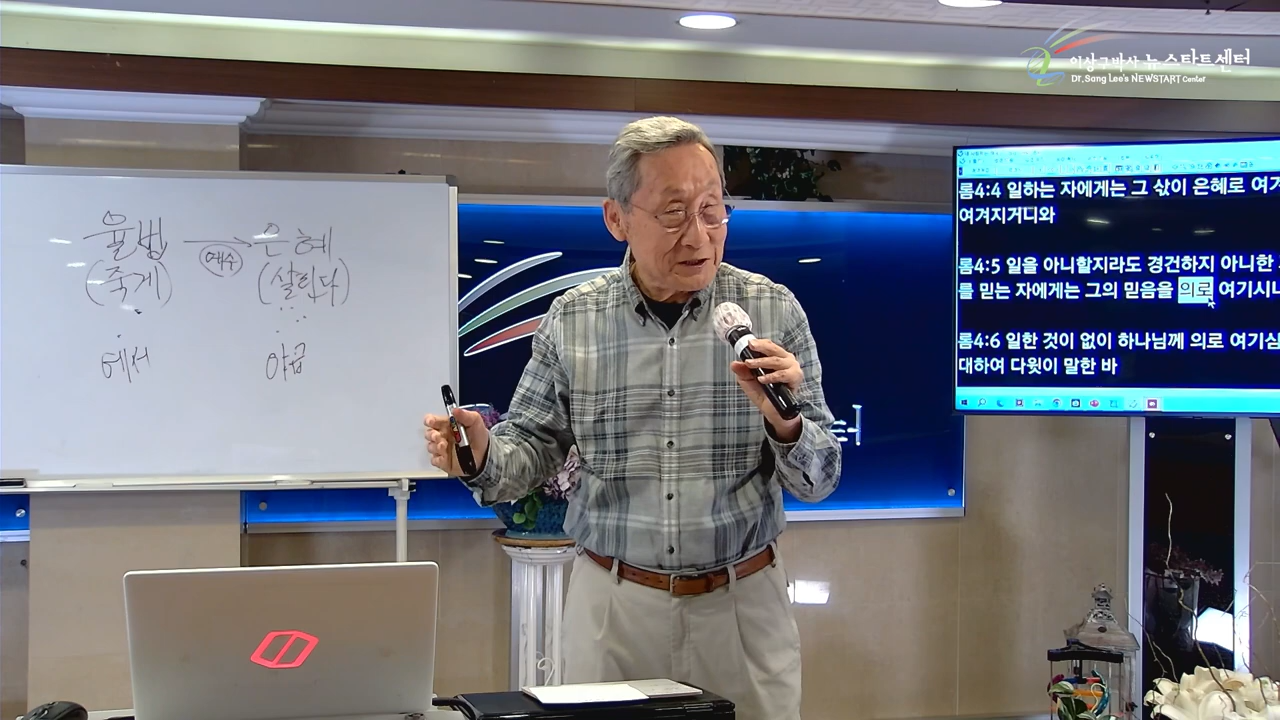 이상구박사 뉴스타트센터
Dr. Sang Lee's NEWSTART Center
율법 → 은혜
예수
(죽게) (살린다)
에서 야곱
롬4:4 일하는 자에게는 그 삯이 은혜로 여겨
여겨지거니와
롬4:5 일을 아니할지라도 경건하지 아니한
를 믿는 자에게는 그의 믿음을 의로 여기시나
롬4:6 일한 것이 없이 하나님께 의로 여기심
대하여 다윗이 말한 바